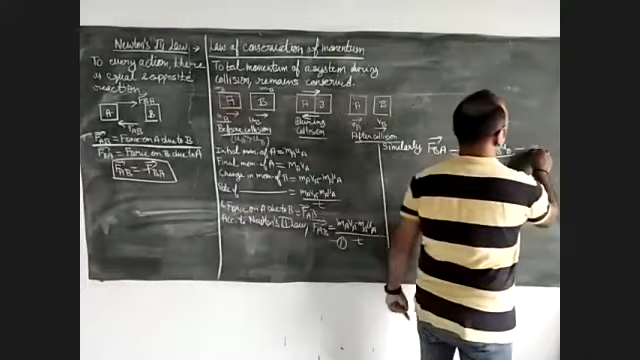 Newton's III Law
To every action, there
is equal & opposite
reaction.
F_BA
A B
F_AB
F_AB = Force on A due to B
F_BA = Force on B due to A
F_AB = -F_BA
Law of conservation of momentum
Total momentum of a system during
collision, remains conserved.
A B
Before collision
During
collision
A B
After collision
Initial mom of A = m_A u_A
Final mom of A = m_A v_A
Change in mom of A = m_A v_A - m_A u_A
Rate of = m_A v_A - m_A u_A
t
Force on A due to B = F_AB
Acc. to Newton's II law, F_AB = m_A v_A - m_A u_A
① t
Similarly F_BA =